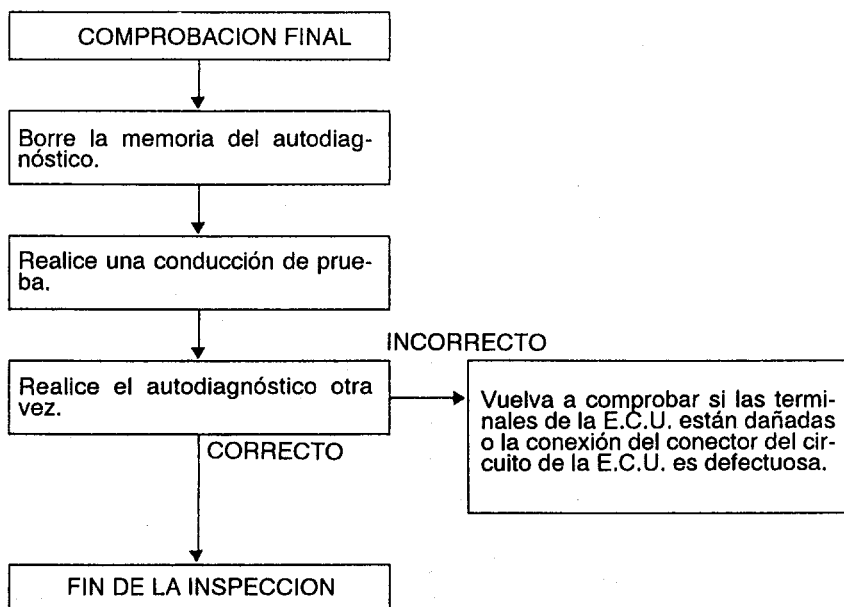 COMPROBACION FINAL
Borre la memoria del autodiag-
nóstico.
Realice una conducción de prue-
ba.
INCORRECTO
Realice el autodiagnóstico otra
vez.
Vuelva a comprobar si las termi-
nales de la E.C.U. están dañadas
o la conexión del conector del cir-
cuito de la E.C.U. es defectuosa.
CORRECTO
FIN DE LA INSPECCION